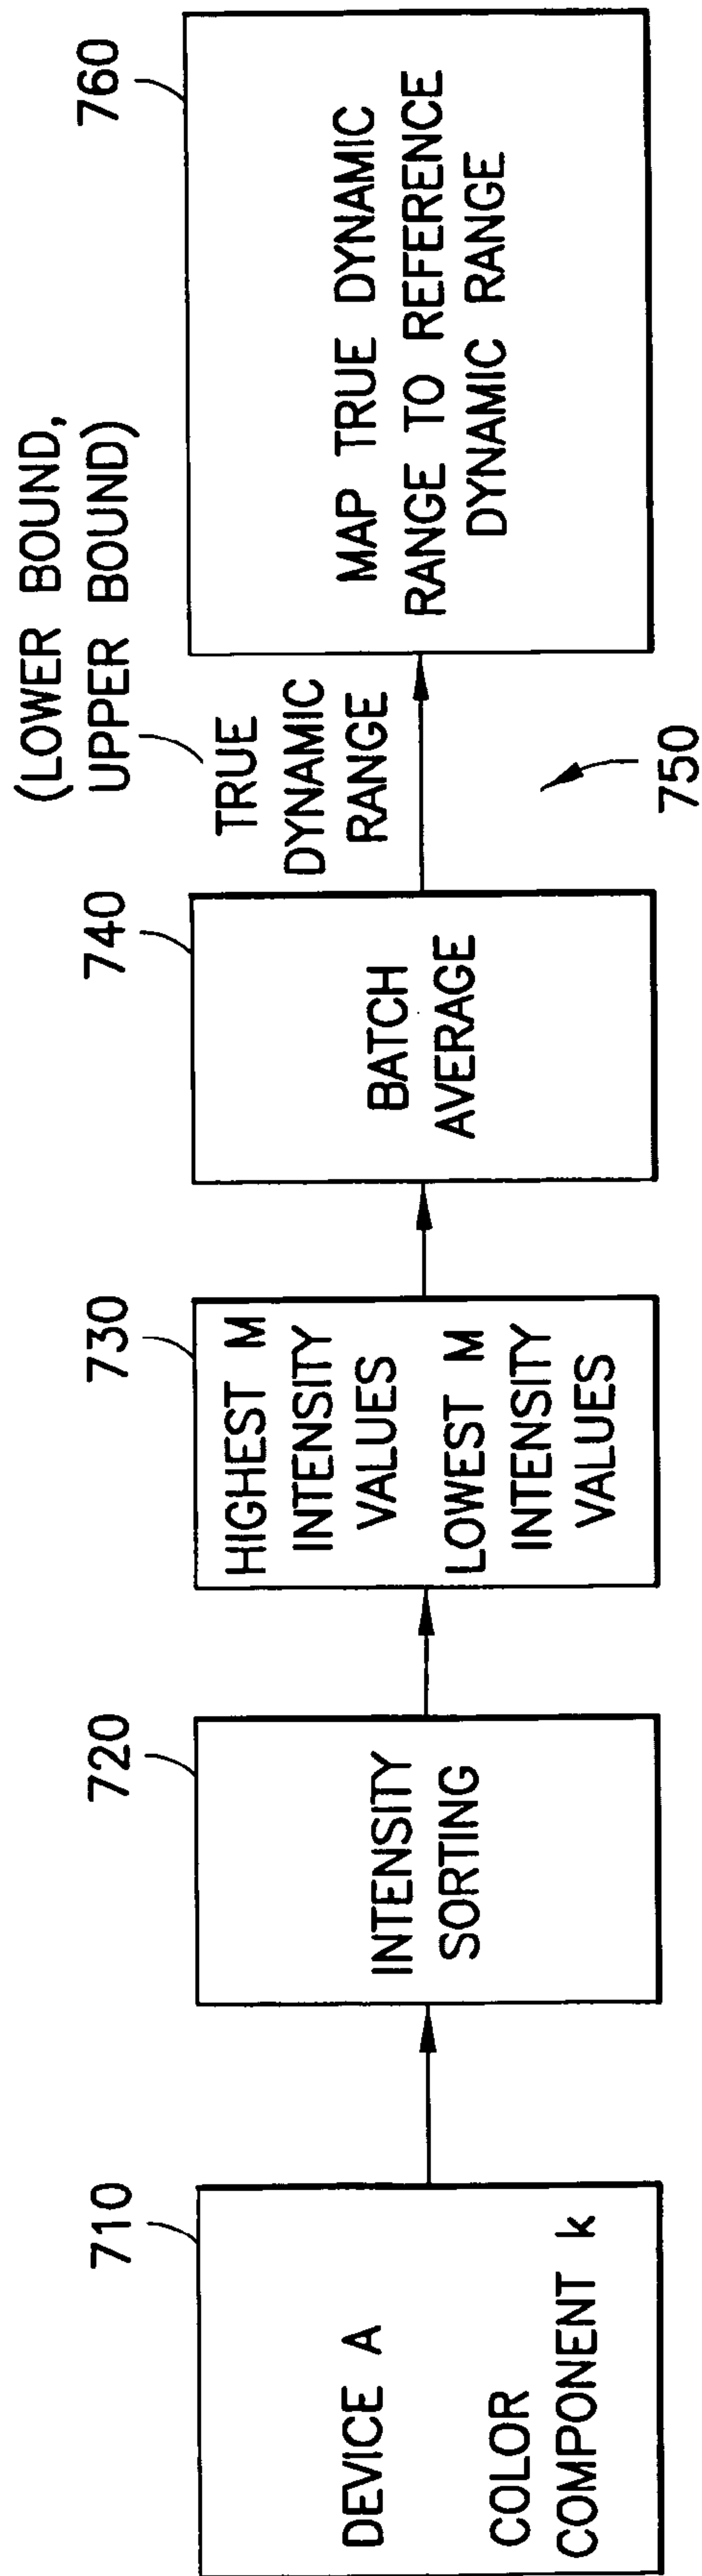 710
DEVICE A
COLOR
COMPONENT k
720
INTENSITY
SORTING
730
HIGHEST M
INTENSITY
VALUES
LOWEST M
INTENSITY
VALUES
740
BATCH
AVERAGE
(LOWER BOUND,
UPPER BOUND)
TRUE
DYNAMIC
RANGE
750
760
MAP TRUE DYNAMIC
RANGE TO REFERENCE
DYNAMIC RANGE